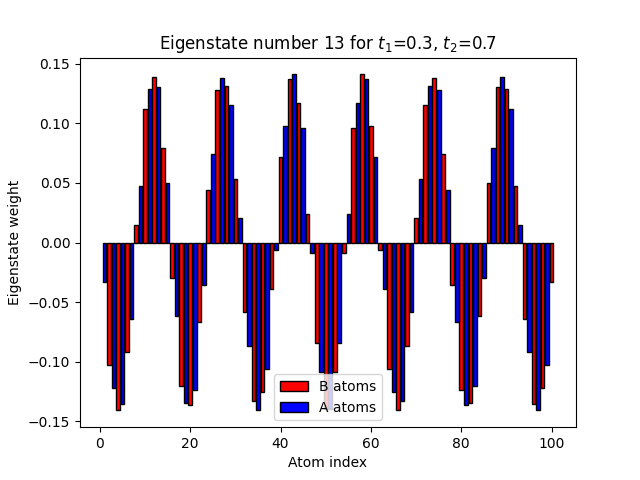 Eigenstate number 13 for t₁=0.3, t₂=0.7
Eigenstate weight
0.15
0.10
0.05
0.00
−0.05
−0.10
−0.15
B atoms
A atoms
0 20 40 60 80 100
Atom index